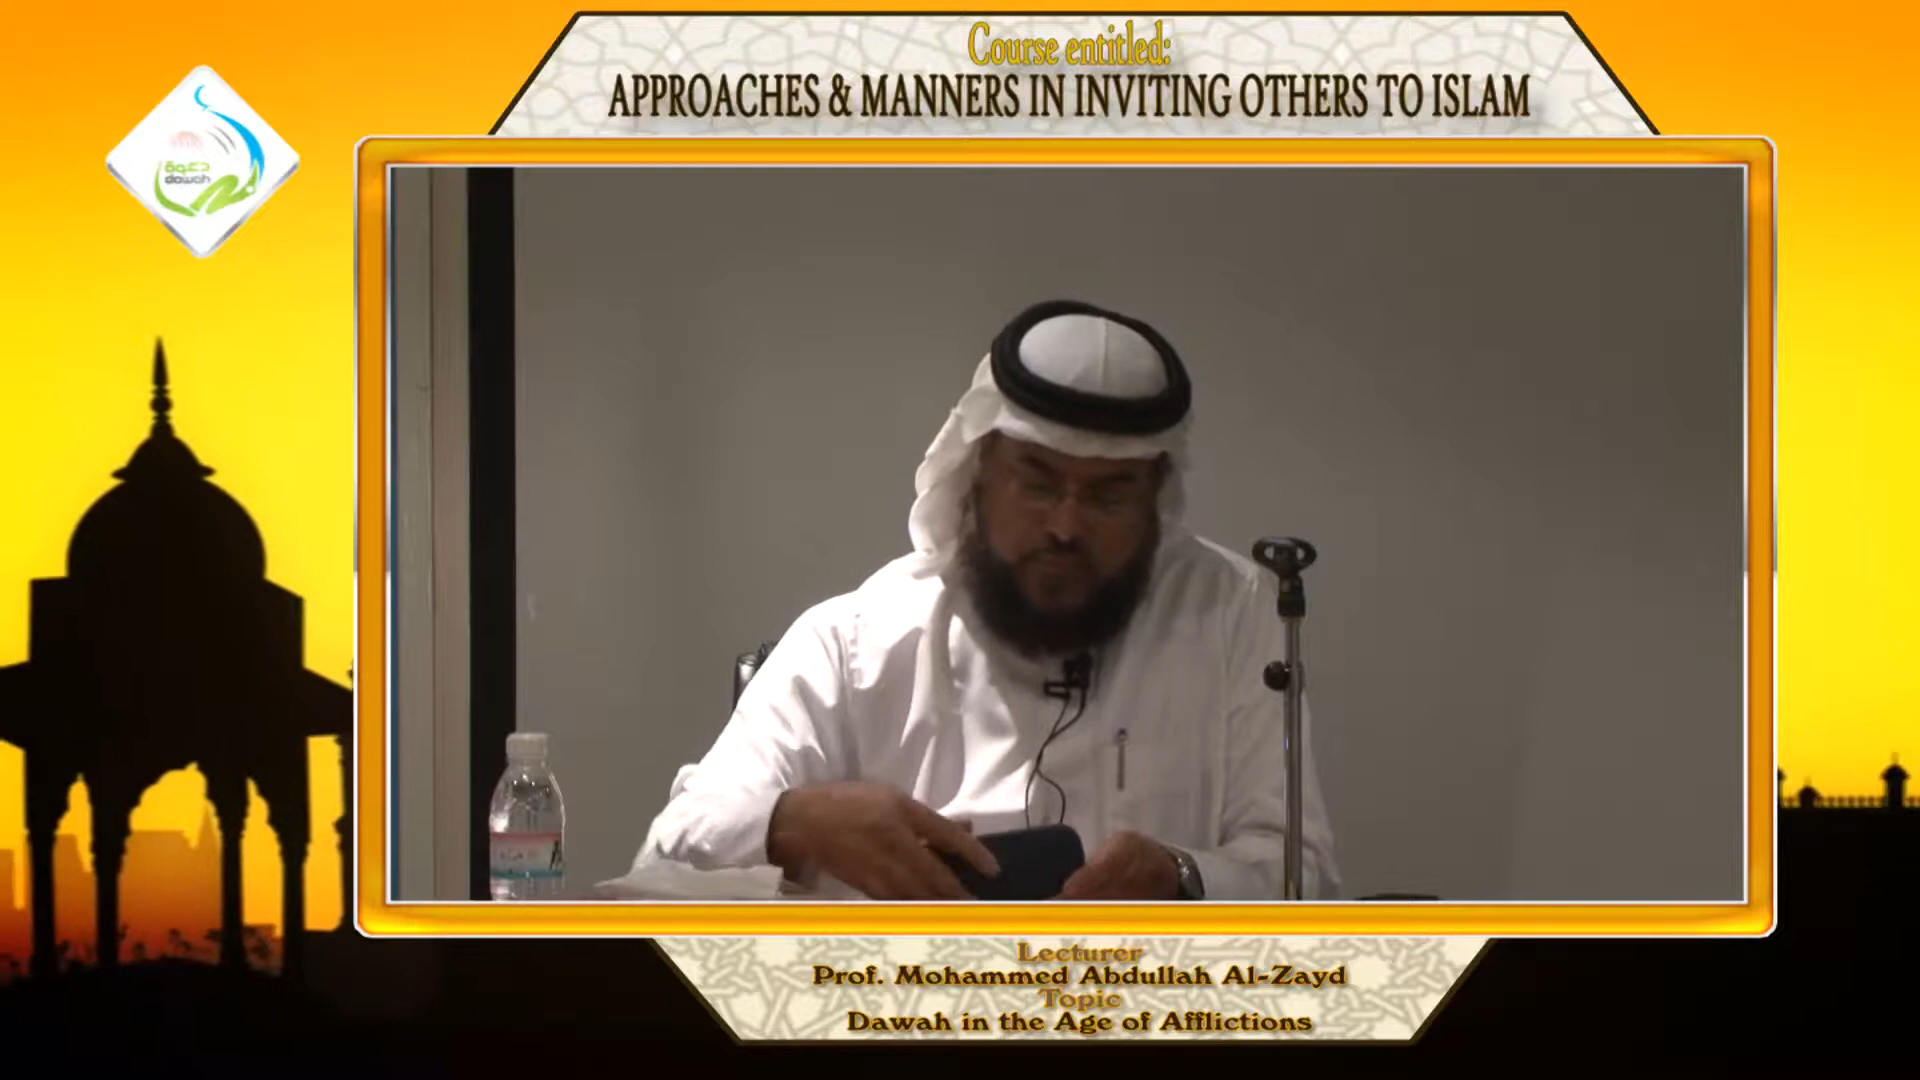 Course entitled:
APPROACHES & MANNERS IN INVITING OTHERS TO ISLAM
دعوة
dawah
Lecturer
Prof. Mohammed Abdullah Al-Zayd
Topic
Dawah in the Age of Afflictions